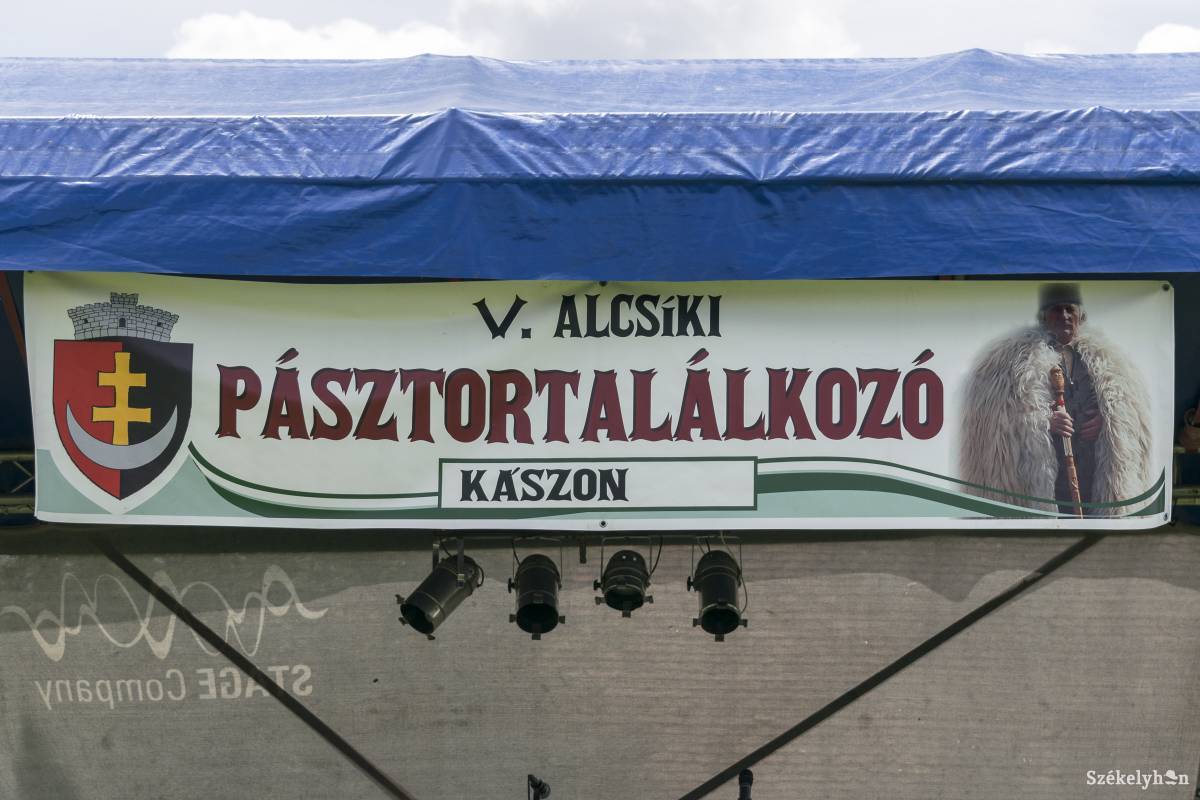 V. ALCSíKI
PÁSZTORTALÁLKOZÓ
KÁSZON
STAGE Company
Székelyhon